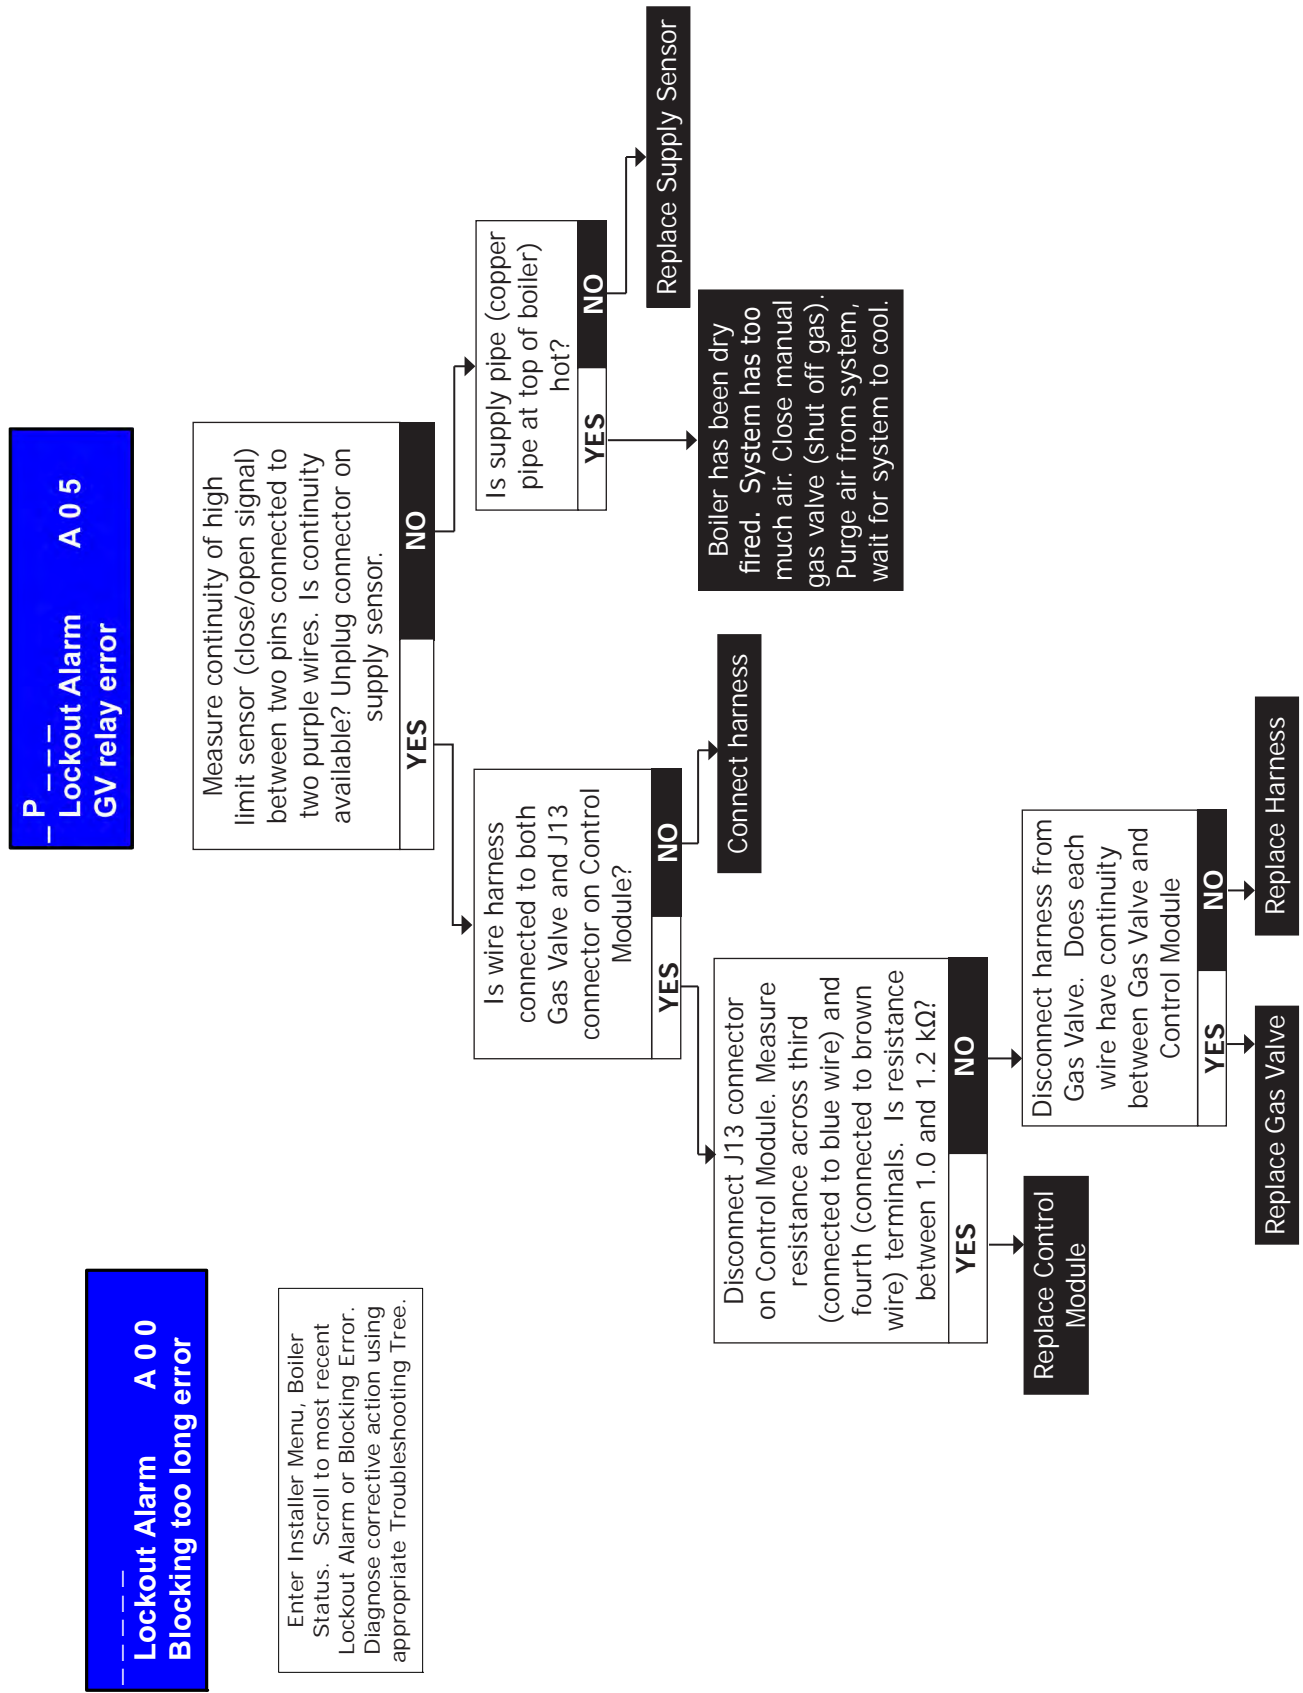 _ _ _ _ _
Lockout Alarm A 0 0
Blocking too long error
Enter Installer Menu, Boiler
Status. Scroll to most recent
Lockout Alarm or Blocking Error.
Diagnose corrective action using
appropriate Troubleshooting Tree.
_ P _ _ _
Lockout Alarm A 0 5
GV relay error
Measure continuity of high
limit sensor (close/open signal)
between two pins connected to
two purple wires. Is continuity
available? Unplug connector on
supply sensor.
YES NO
Is wire harness
connected to both
Gas Valve and J13
connector on Control
Module?
YES NO
Connect harness
Is supply pipe (copper
pipe at top of boiler)
hot?
YES NO
Replace Supply Sensor
Boiler has been dry
fired. System has too
much air. Close manual
gas valve (shut off gas).
Purge air from system,
wait for system to cool.
Disconnect J13 connector
on Control Module. Measure
resistance across third
(connected to blue wire) and
fourth (connected to brown
wire) terminals. Is resistance
between 1.0 and 1.2 kΩ?
YES NO
Replace Control
Module
Disconnect harness from
Gas Valve. Does each
wire have continuity
between Gas Valve and
Control Module
YES NO
Replace Gas Valve
Replace Harness